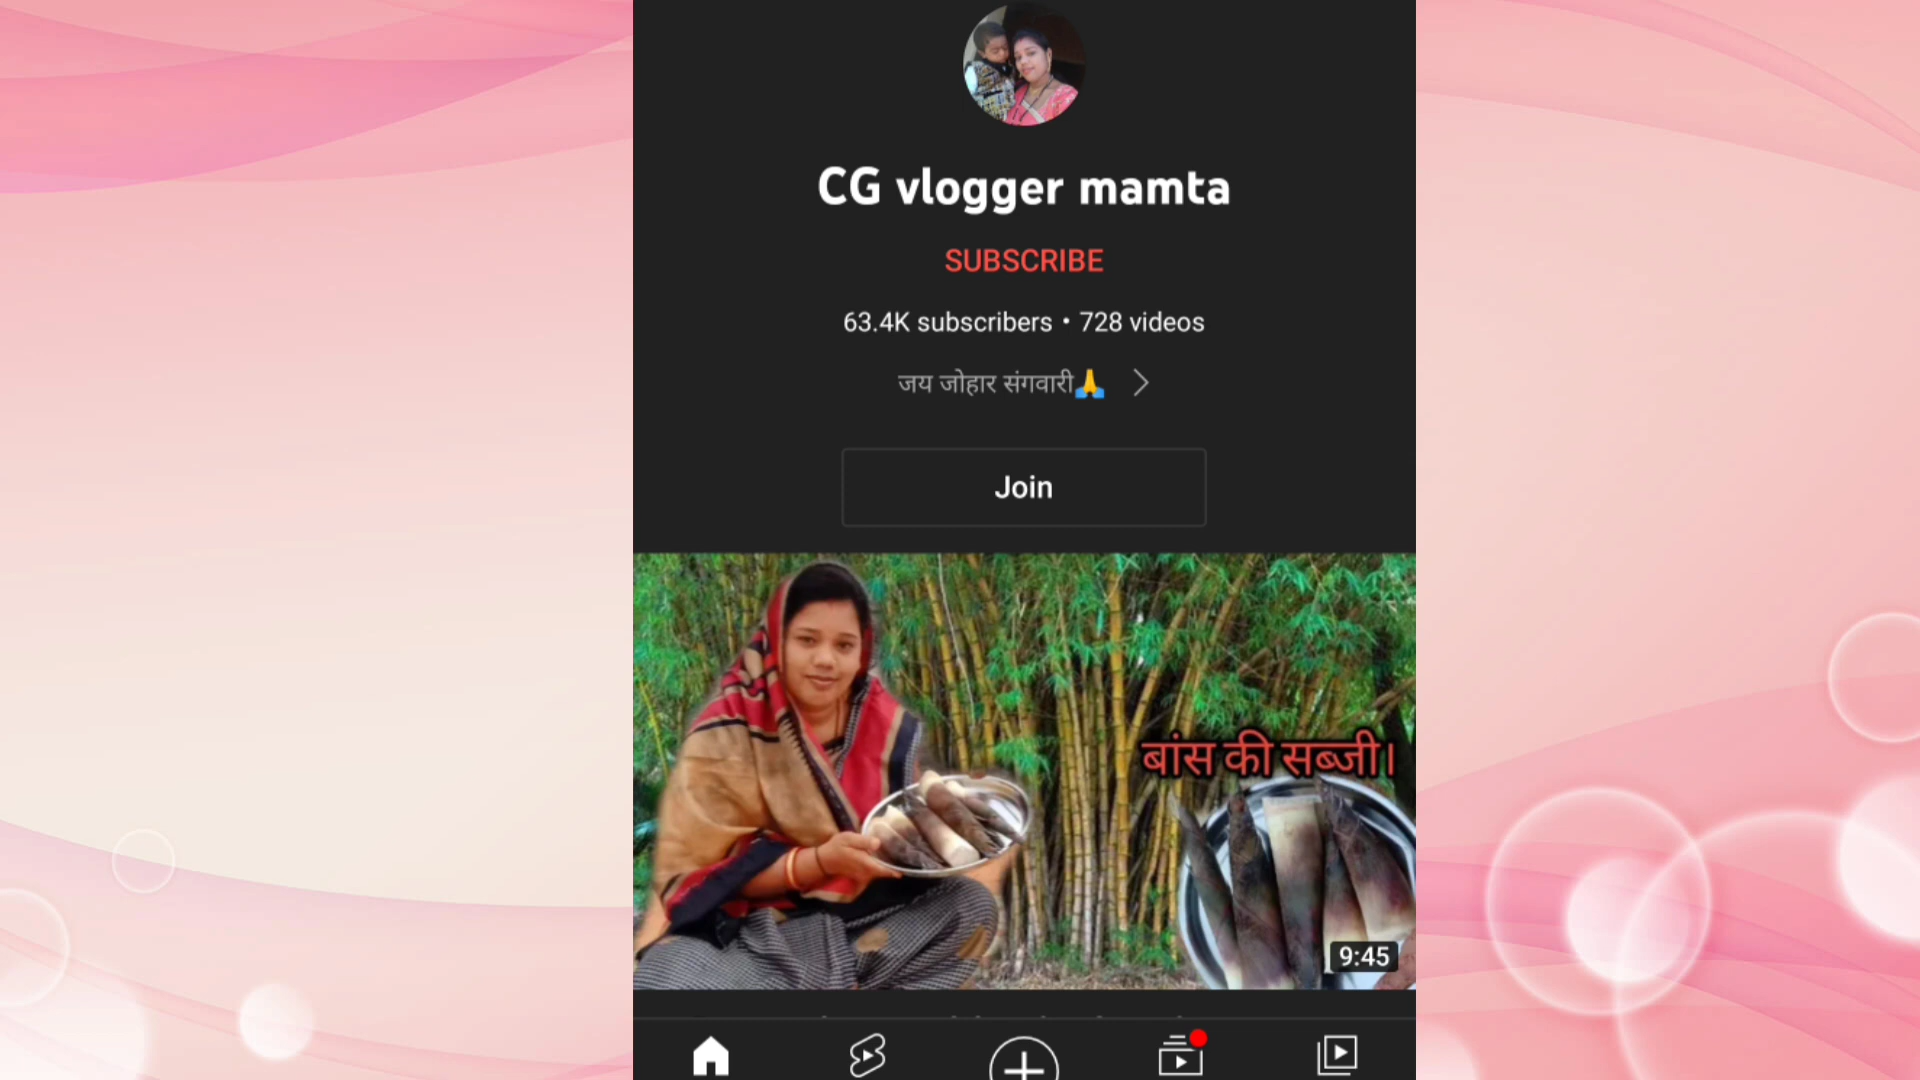 CG vlogger mamta
SUBSCRIBE
63.4K subscribers • 728 videos
जय जोहार संगवारी🙏
Join
बांस की सब्जी।
9:45